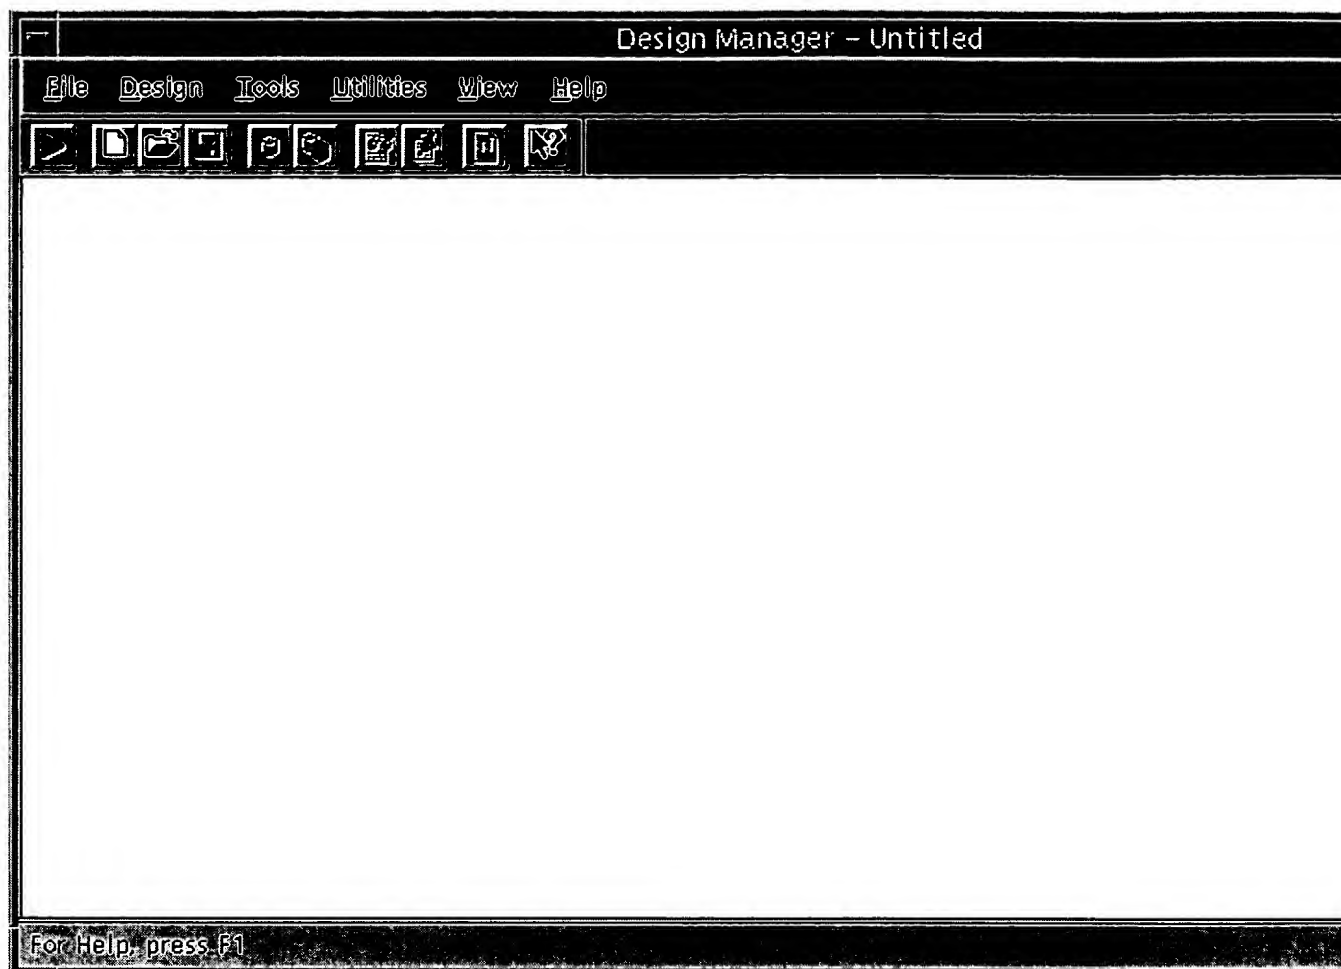 Design Manager – Untitled
File Design Tools Utilities View Help
For Help, press F1